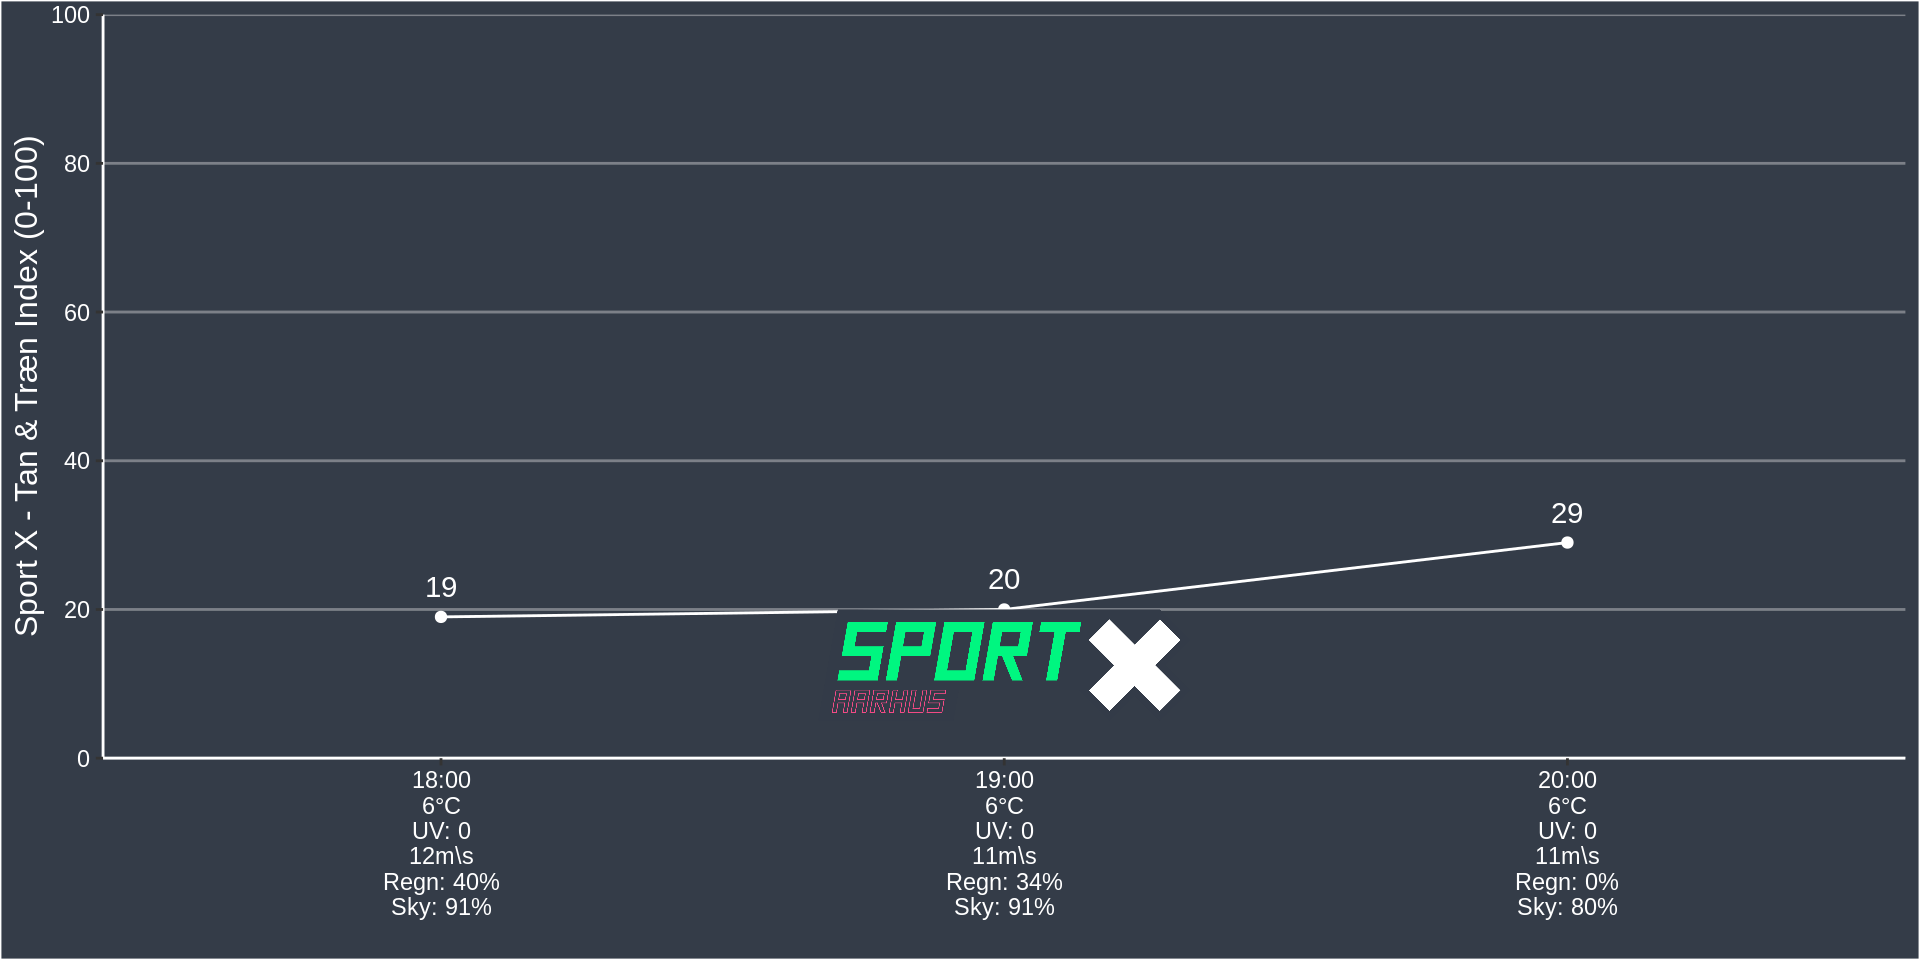 Sport X - Tan & Træn Index (0-100)
100
80
60
40
20
0
19
20
29
SPORT X
AARHUS
18:00
6°C
UV: 0
12m\s
Regn: 40%
Sky: 91%
19:00
6°C
UV: 0
11m\s
Regn: 34%
Sky: 91%
20:00
6°C
UV: 0
11m\s
Regn: 0%
Sky: 80%